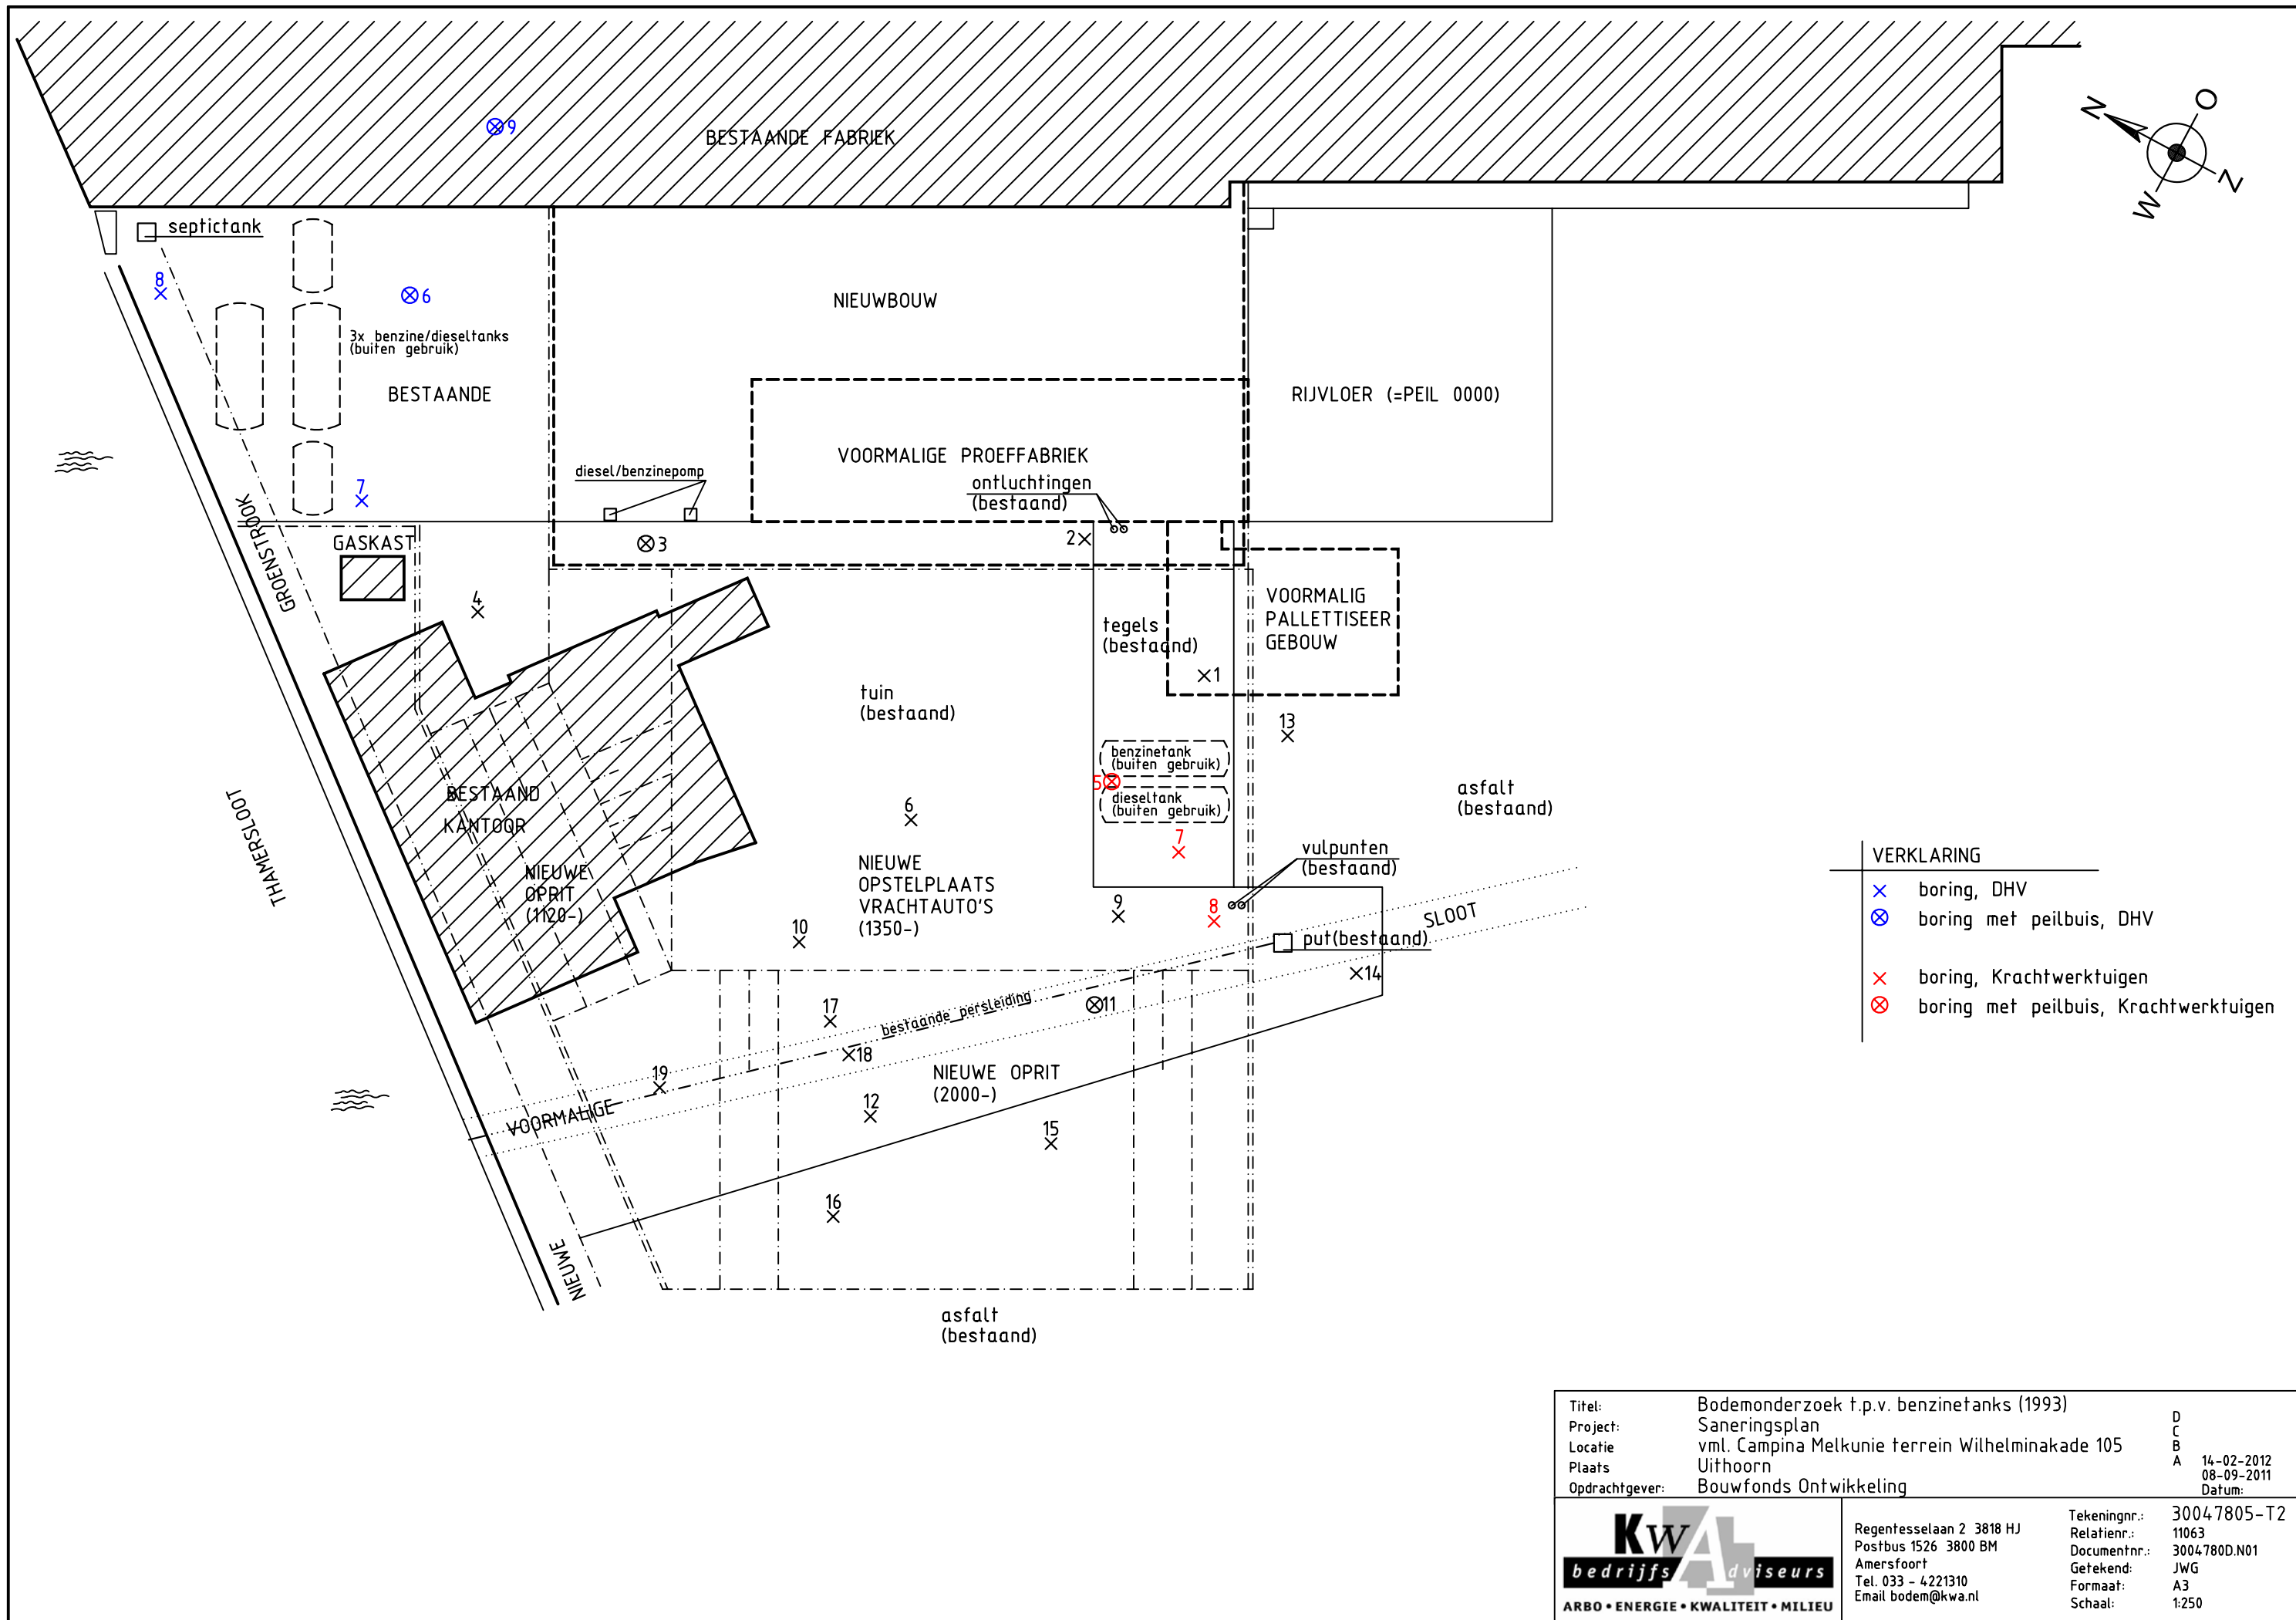 BESTAANDE FABRIEK
9
N
O
W
Z
septictank
8
6
3x benzine/dieseltanks
(buiten gebruik)
BESTAANDE
NIEUWBOUW
RIJVLOER (=PEIL 0000)
VOORMALIGE PROEFFABRIEK
diesel/benzinepomp
ontluchtingen
(bestaand)
7
GROENSTROOK
GASKAST
3
2
4
VOORMALIG
PALLETTISEER
GEBOUW
tegels
(bestaand)
1
tuin
(bestaand)
13
benzinetank
(buiten gebruik)
5
dieseltank
(buiten gebruik)
asfalt
(bestaand)
THAMERSLOOT
BESTAAND
KANTOOR
6
7
NIEUWE
OPRIT
(1120-)
NIEUWE
OPSTELPLAATS
VRACHTAUTO'S
(1350-)
vulpunten
(bestaand)
9
8
SLOOT
10
put(bestaand)
14
17
bestaande persleiding
11
18
19
NIEUWE OPRIT
(2000-)
VOORMALIGE
12
15
16
NIEUWE
asfalt
(bestaand)
VERKLARING
boring, DHV
boring met peilbuis, DHV
boring, Krachtwerktuigen
boring met peilbuis, Krachtwerktuigen
Titel: Bodemonderzoek t.p.v. benzinetanks (1993)
Project: Saneringsplan
Locatie vml. Campina Melkunie terrein Wilhelminakade 105
Plaats Uithoorn
Opdrachtgever: Bouwfonds Ontwikkeling
D
C
B
A 14-02-2012
08-09-2011
Datum:
KWA
bedrijfs Adviseurs
ARBO • ENERGIE • KWALITEIT • MILIEU
Regentesselaan 2 3818 HJ
Postbus 1526 3800 BM
Amersfoort
Tel. 033 - 4221310
Email bodem@kwa.nl
Tekeningnr.: 30047805-T2
Relatienr.: 11063
Documentnr.: 3004780D.N01
Getekend: JWG
Formaat: A3
Schaal: 1:250